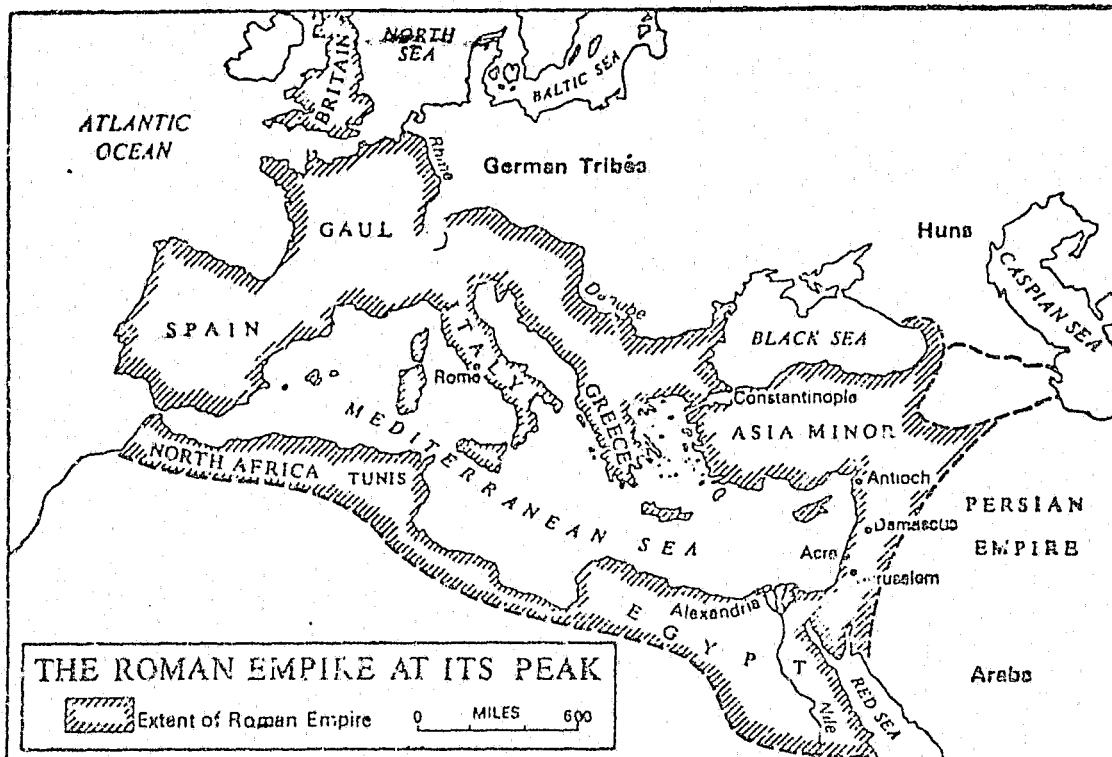 NORTH
SEA
BALTIC SEA
BRITAIN
ATLANTIC
OCEAN
Rhine
German Tribes
GAUL
Huns
CASPIAN SEA
Danube
SPAIN
ITALY
BLACK SEA
Rome
Constantinople
GREECE
ASIA MINOR
MEDITERRANEAN SEA
NORTH AFRICA
TUNIS
Antioch
PERSIAN
EMPIRE
Damascus
Acre
Alexandria
EGYPT
Nile
RED SEA
Arabs
THE ROMAN EMPIRE AT ITS PEAK
Extent of Roman Empire
0 MILES 600